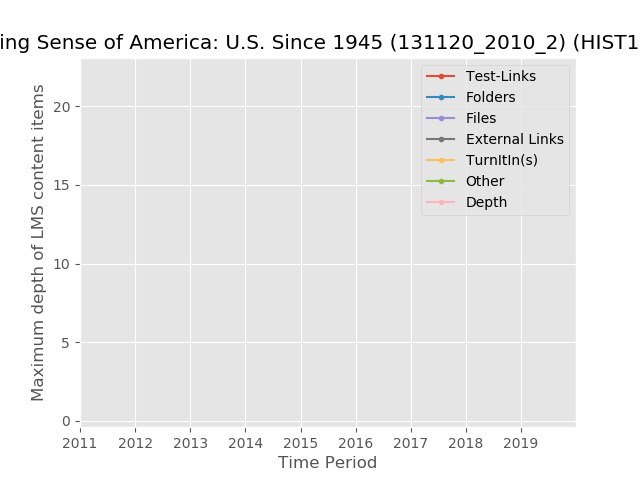 ing Sense of America: U.S. Since 1945 (131120_2010_2) (HIST1
Test-Links
Folders
Files
External Links
TurnItIn(s)
Other
Depth
Maximum depth of LMS content items
20
15
10
5
0
2011 2012 2013 2014 2015 2016 2017 2018 2019
Time Period